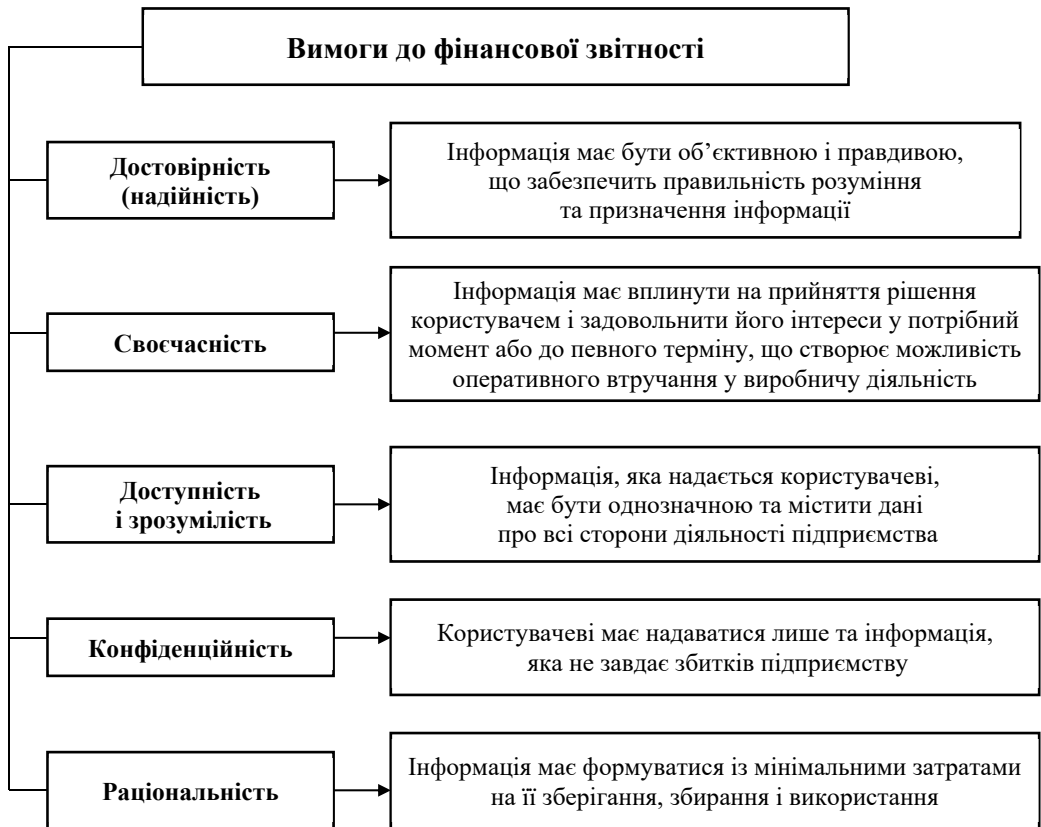 Вимоги до фінансової звітності
Достовірність
(надійність)
Інформація має бути об’єктивною і правдивою,
що забезпечить правильність розуміння
та призначення інформації
Своєчасність
Інформація має вплинути на прийняття рішення
користувачем і задовольнити його інтереси у потрібний
момент або до певного терміну, що створює можливість
оперативного втручання у виробничу діяльність
Доступність
і зрозумілість
Інформація, яка надається користувачеві,
має бути однозначною та містити дані
про всі сторони діяльності підприємства
Конфіденційність
Користувачеві має надаватися лише та інформація,
яка не завдає збитків підприємству
Раціональність
Інформація має формуватися із мінімальними затратами
на її зберігання, збирання і використання